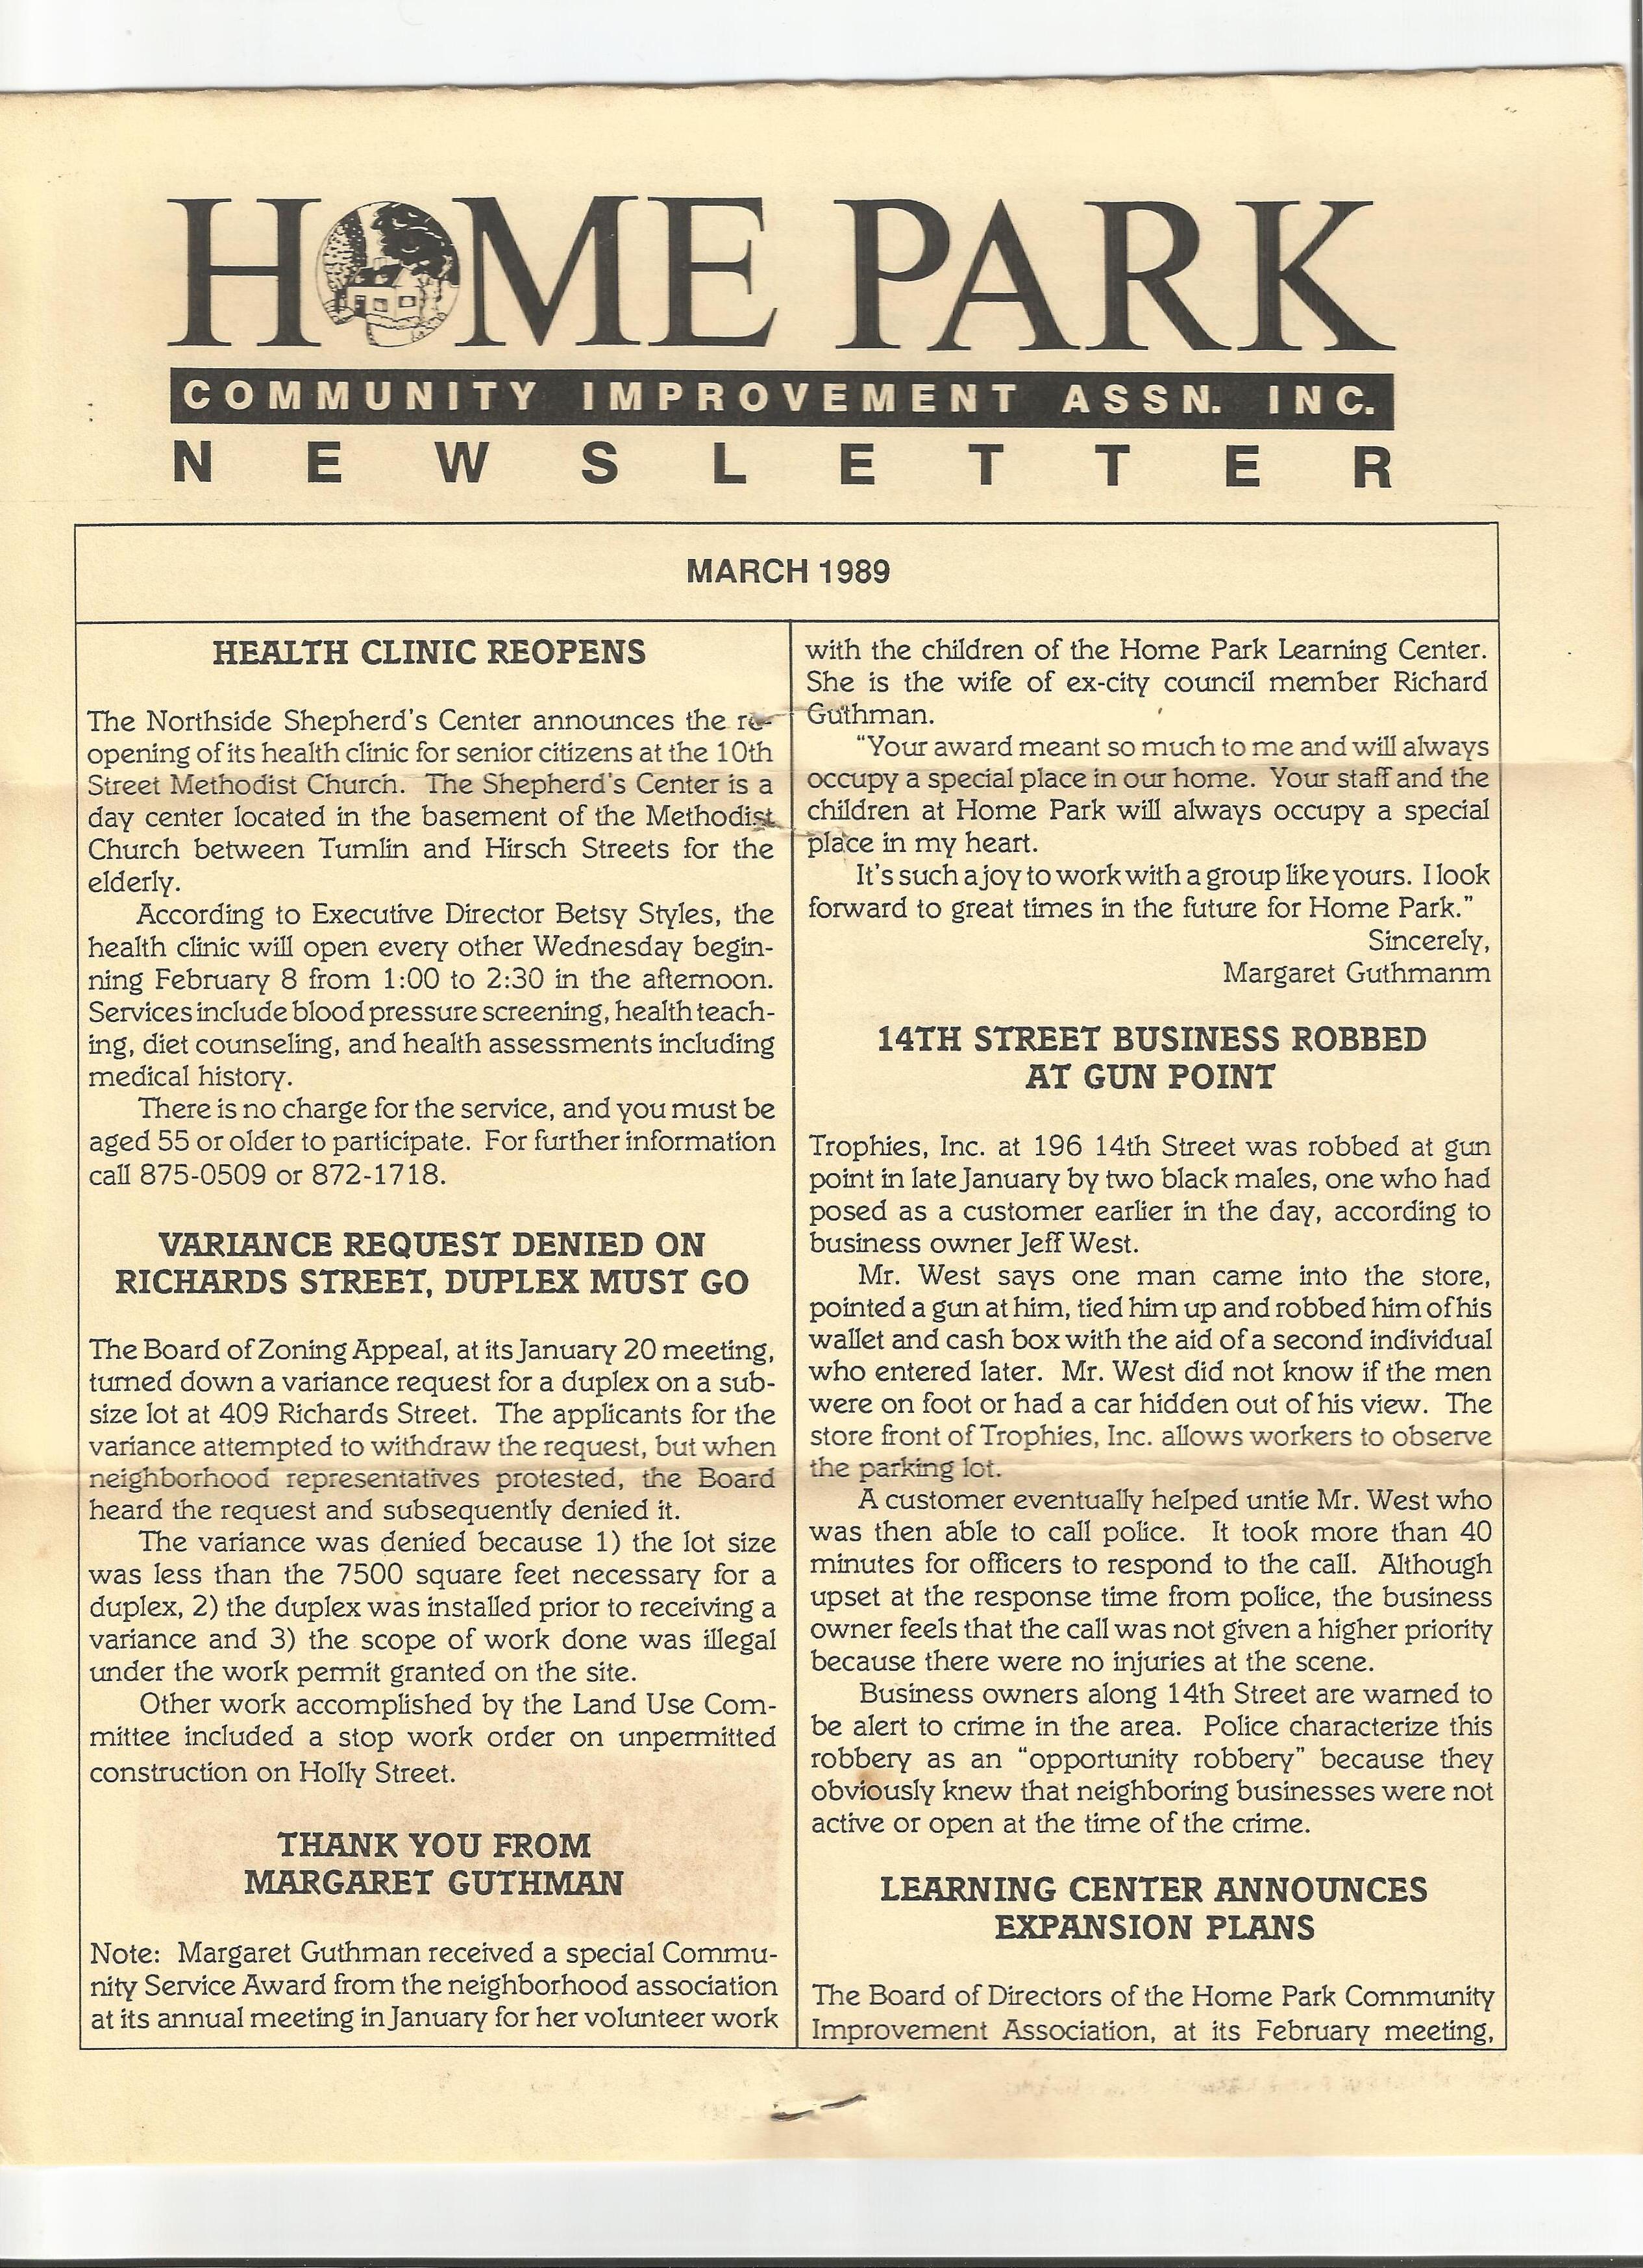 HOME PARK
COMMUNITY IMPROVEMENT ASSN. INC.
NEWSLETTER
MARCH 1989
HEALTH CLINIC REOPENS
The Northside Shepherd's Center announces the re-
opening of its health clinic for senior citizens at the 10th
Street Methodist Church. The Shepherd's Center is a
day center located in the basement of the Methodist
Church between Tumlin and Hirsch Streets for the
elderly.
According to Executive Director Betsy Styles, the
health clinic will open every other Wednesday begin-
ning February 8 from 1:00 to 2:30 in the afternoon.
Services include blood pressure screening, health teach-
ing, diet counseling, and health assessments including
medical history.
There is no charge for the service, and you must be
aged 55 or older to participate. For further information
call 875-0509 or 872-1718.
VARIANCE REQUEST DENIED ON
RICHARDS STREET, DUPLEX MUST GO
The Board of Zoning Appeal, at its January 20 meeting,
turned down a variance request for a duplex on a sub-
size lot at 409 Richards Street. The applicants for the
variance attempted to withdraw the request, but when
neighborhood representatives protested, the Board
heard the request and subsequently denied it.
The variance was denied because 1) the lot size
was less than the 7500 square feet necessary for a
duplex, 2) the duplex was installed prior to receiving a
variance and 3) the scope of work done was illegal
under the work permit granted on the site.
Other work accomplished by the Land Use Com-
mittee included a stop work order on unpermitted
construction on Holly Street.
THANK YOU FROM
MARGARET GUTHMAN
Note: Margaret Guthman received a special Commu-
nity Service Award from the neighborhood association
at its annual meeting in January for her volunteer work
with the children of the Home Park Learning Center.
She is the wife of ex-city council member Richard
Guthman.
"Your award meant so much to me and will always
occupy a special place in our home. Your staff and the
children at Home Park will always occupy a special
place in my heart.
It's such a joy to work with a group like yours. I look
forward to great times in the future for Home Park."
Sincerely,
Margaret Guthmanm
14TH STREET BUSINESS ROBBED
AT GUN POINT
Trophies, Inc. at 196 14th Street was robbed at gun
point in late January by two black males, one who had
posed as a customer earlier in the day, according to
business owner Jeff West.
Mr. West says one man came into the store,
pointed a gun at him, tied him up and robbed him of his
wallet and cash box with the aid of a second individual
who entered later. Mr. West did not know if the men
were on foot or had a car hidden out of his view. The
store front of Trophies, Inc. allows workers to observe
the parking lot.
A customer eventually helped untie Mr. West who
was then able to call police. It took more than 40
minutes for officers to respond to the call. Although
upset at the response time from police, the business
owner feels that the call was not given a higher priority
because there were no injuries at the scene.
Business owners along 14th Street are warned to
be alert to crime in the area. Police characterize this
robbery as an "opportunity robbery" because they
obviously knew that neighboring businesses were not
active or open at the time of the crime.
LEARNING CENTER ANNOUNCES
EXPANSION PLANS
The Board of Directors of the Home Park Community
Improvement Association, at its February meeting,